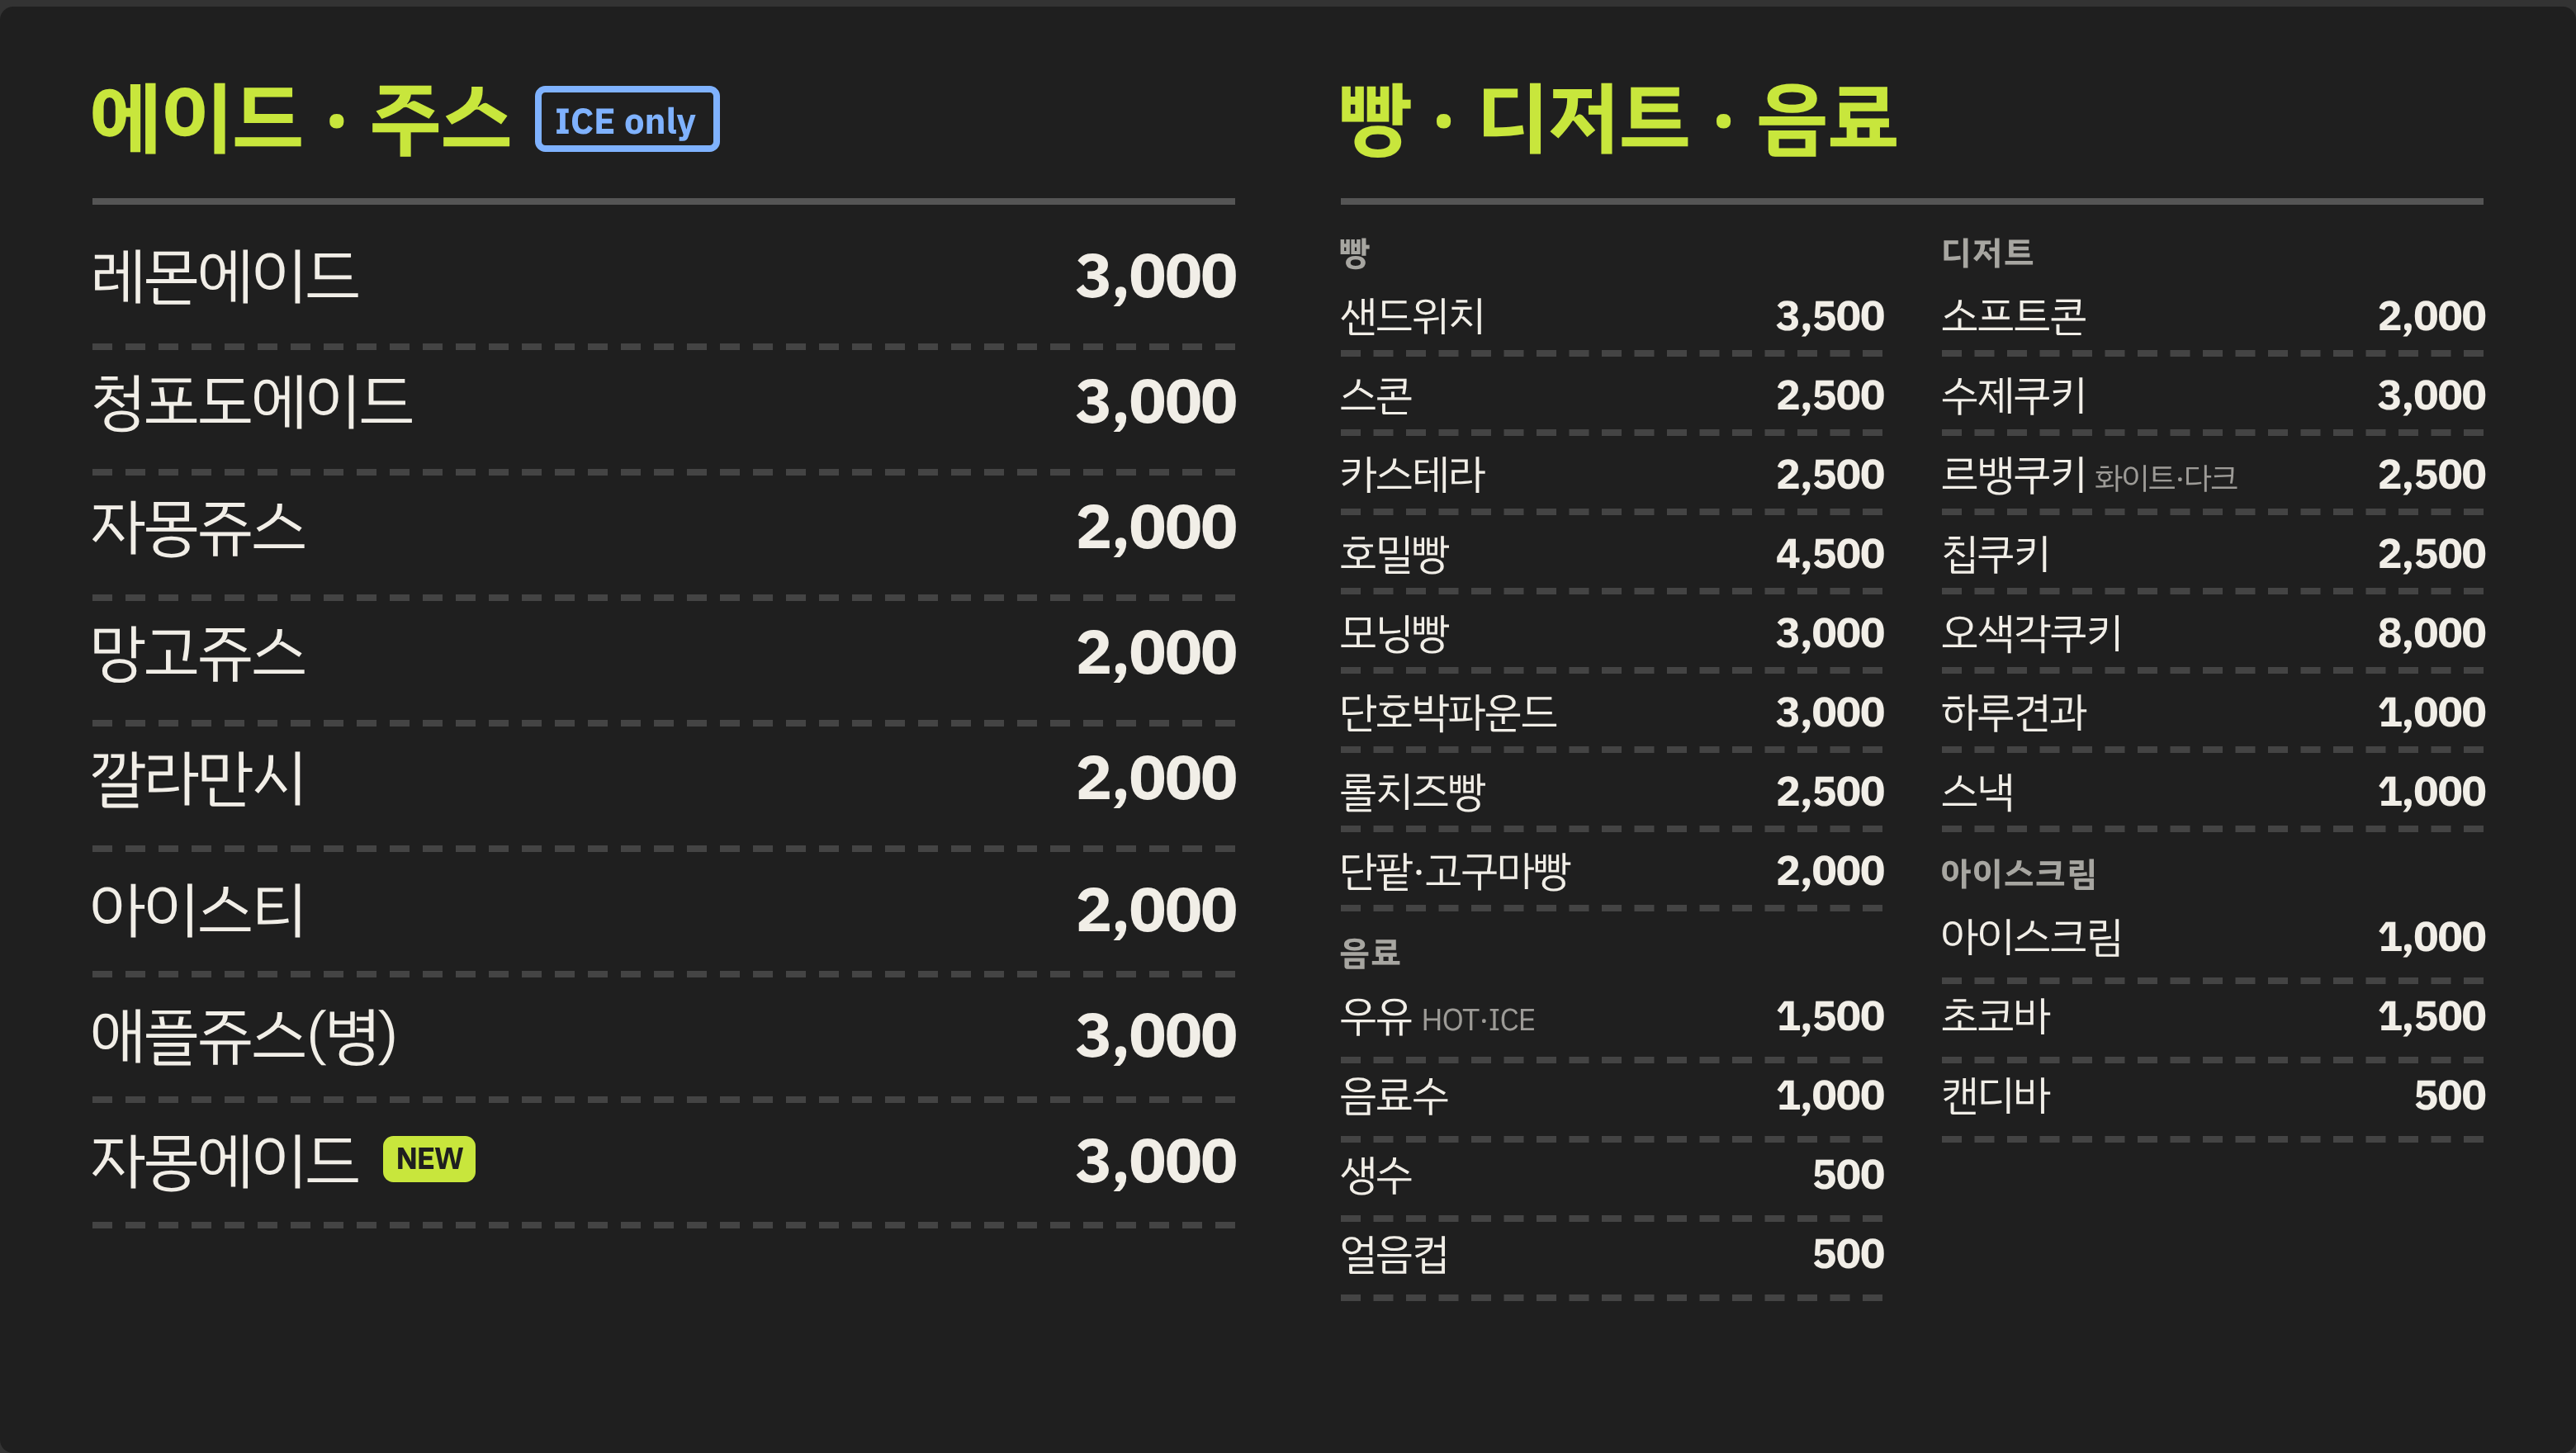 에이드 · 주스 ICE only
레몬에이드 3,000
청포도에이드 3,000
자몽쥬스 2,000
망고쥬스 2,000
깔라만시 2,000
아이스티 2,000
애플쥬스(병) 3,000
자몽에이드 NEW 3,000
빵 · 디저트 · 음료
빵
샌드위치 3,500
스콘 2,500
카스테라 2,500
호밀빵 4,500
모닝빵 3,000
단호박파운드 3,000
롤치즈빵 2,500
단팥·고구마빵 2,000
음료
우유 HOT·ICE 1,500
음료수 1,000
생수 500
얼음컵 500
디저트
소프트콘 2,000
수제쿠키 3,000
르뱅쿠키 화이트·다크 2,500
칩쿠키 2,500
오색각쿠키 8,000
하루견과 1,000
스낵 1,000
아이스크림
아이스크림 1,000
초코바 1,500
캔디바 500